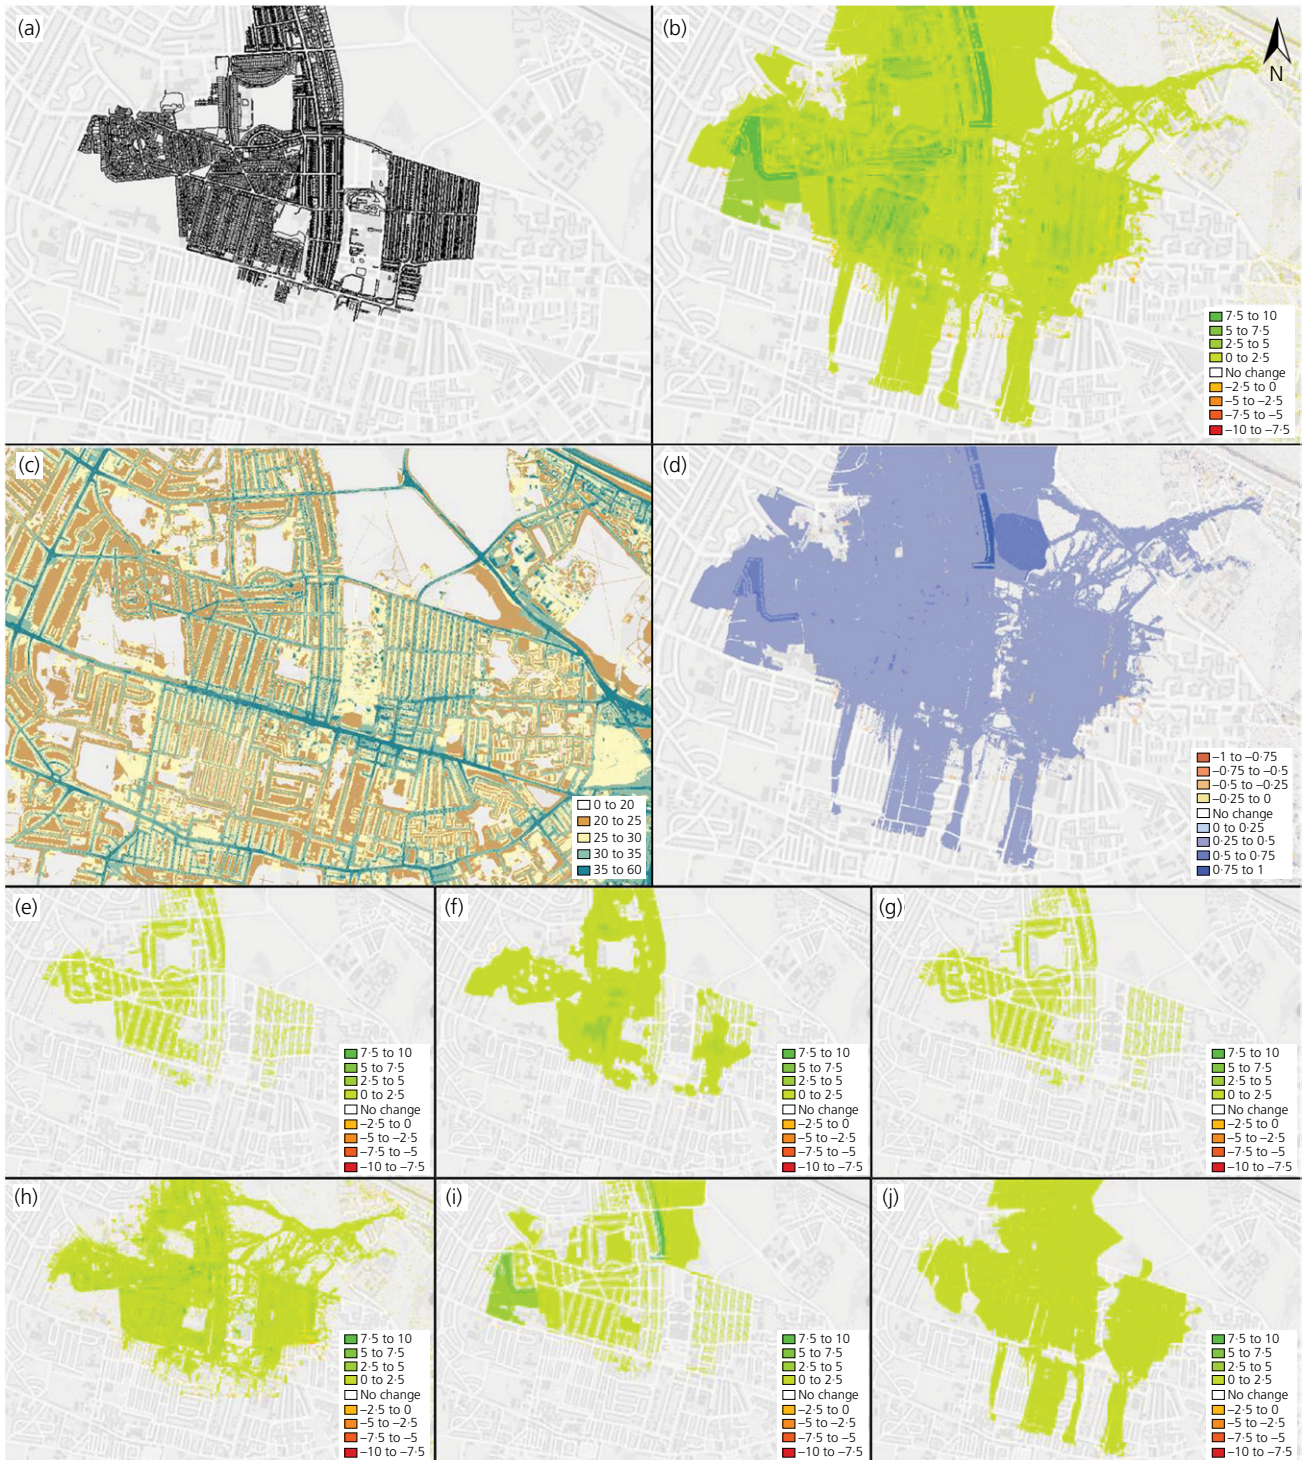 (a)
(b)
N
7·5 to 10
5 to 7·5
2·5 to 5
0 to 2·5
No change
–2·5 to 0
–5 to –2·5
–7·5 to –5
–10 to –7·5
(c)
0 to 20
20 to 25
25 to 30
30 to 35
35 to 60
(d)
–1 to –0·75
–0·75 to –0·5
–0·5 to –0·25
–0·25 to 0
No change
0 to 0·25
0·25 to 0·5
0·5 to 0·75
0·75 to 1
(e)
7·5 to 10
5 to 7·5
2·5 to 5
0 to 2·5
No change
–2·5 to 0
–5 to –2·5
–7·5 to –5
–10 to –7·5
(f)
7·5 to 10
5 to 7·5
2·5 to 5
0 to 2·5
No change
–2·5 to 0
–5 to –2·5
–7·5 to –5
–10 to –7·5
(g)
7·5 to 10
5 to 7·5
2·5 to 5
0 to 2·5
No change
–2·5 to 0
–5 to –2·5
–7·5 to –5
–10 to –7·5
(h)
7·5 to 10
5 to 7·5
2·5 to 5
0 to 2·5
No change
–2·5 to 0
–5 to –2·5
–7·5 to –5
–10 to –7·5
(i)
7·5 to 10
5 to 7·5
2·5 to 5
0 to 2·5
No change
–2·5 to 0
–5 to –2·5
–7·5 to –5
–10 to –7·5
(j)
7·5 to 10
5 to 7·5
2·5 to 5
0 to 2·5
No change
–2·5 to 0
–5 to –2·5
–7·5 to –5
–10 to –7·5